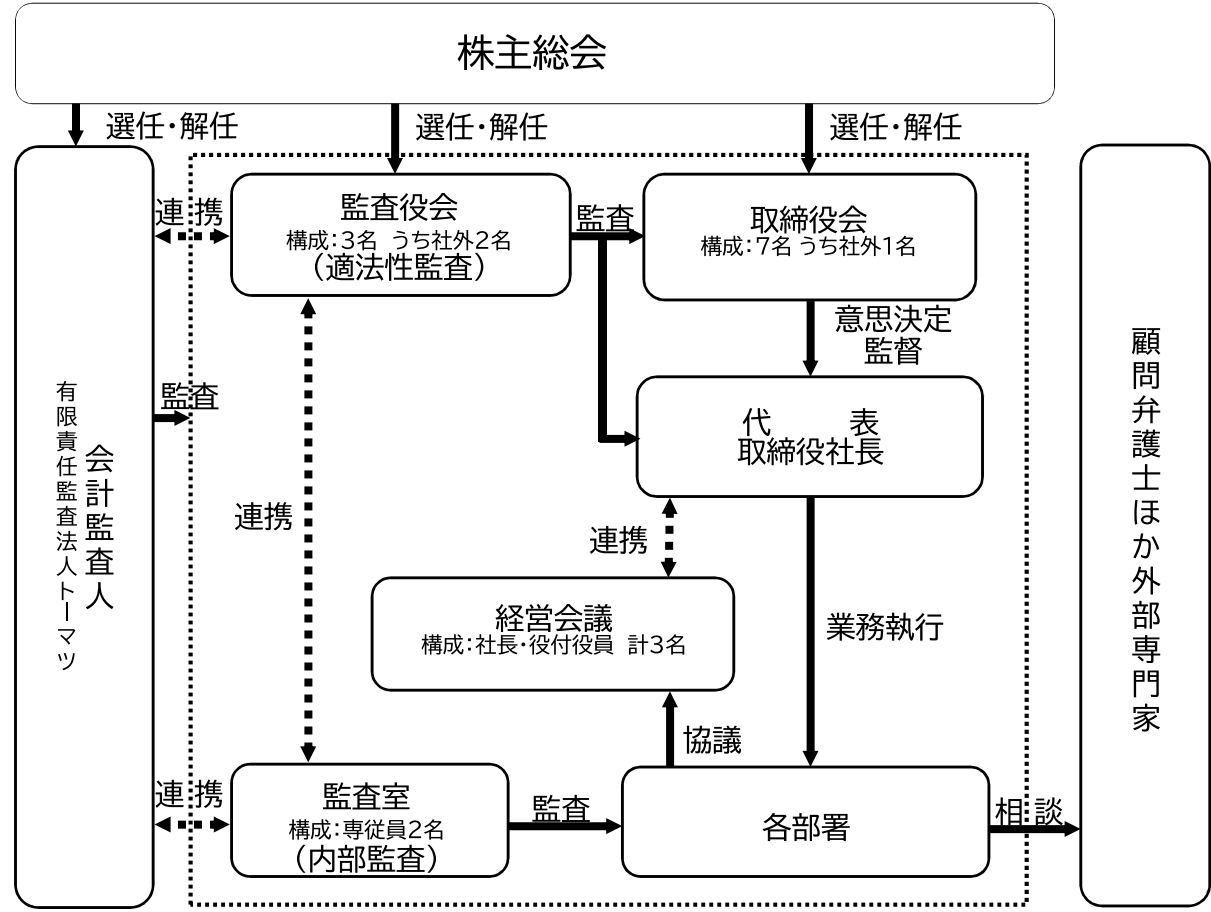 株主総会
選任・解任
選任・解任
選任・解任
連 携
監査役会
構成：3名 うち社外2名
（適法性監査）
監査
取締役会
構成：7名 うち社外1名
意思決定
監督
監査
有限責任監査法人トーマツ
会計監査人
代 表
取締役社長
連携
連携
経営会議
構成：社長・役付役員 計3名
業務執行
協議
連 携
監査室
構成：専従員2名
（内部監査）
監査
各部署
相 談
顧問弁護士ほか外部専門家